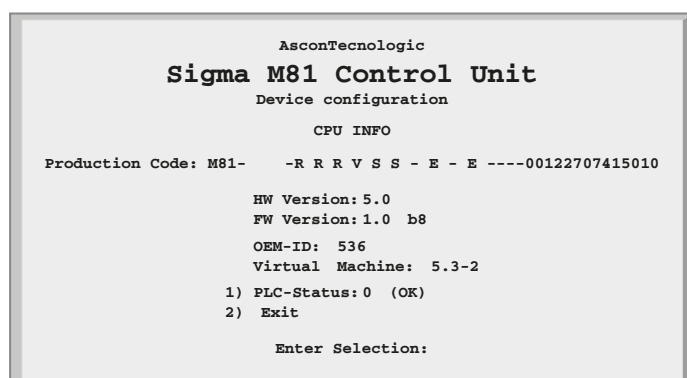 AsconTecnologic
Sigma M81 Control Unit
Device configuration
CPU INFO
Production Code: M81- -R R R V S S - E - E ----00122707415010
HW Version: 5.0
FW Version: 1.0 b8
OEM-ID: 536
Virtual Machine: 5.3-2
1) PLC-Status: 0 (OK)
2) Exit
Enter Selection: